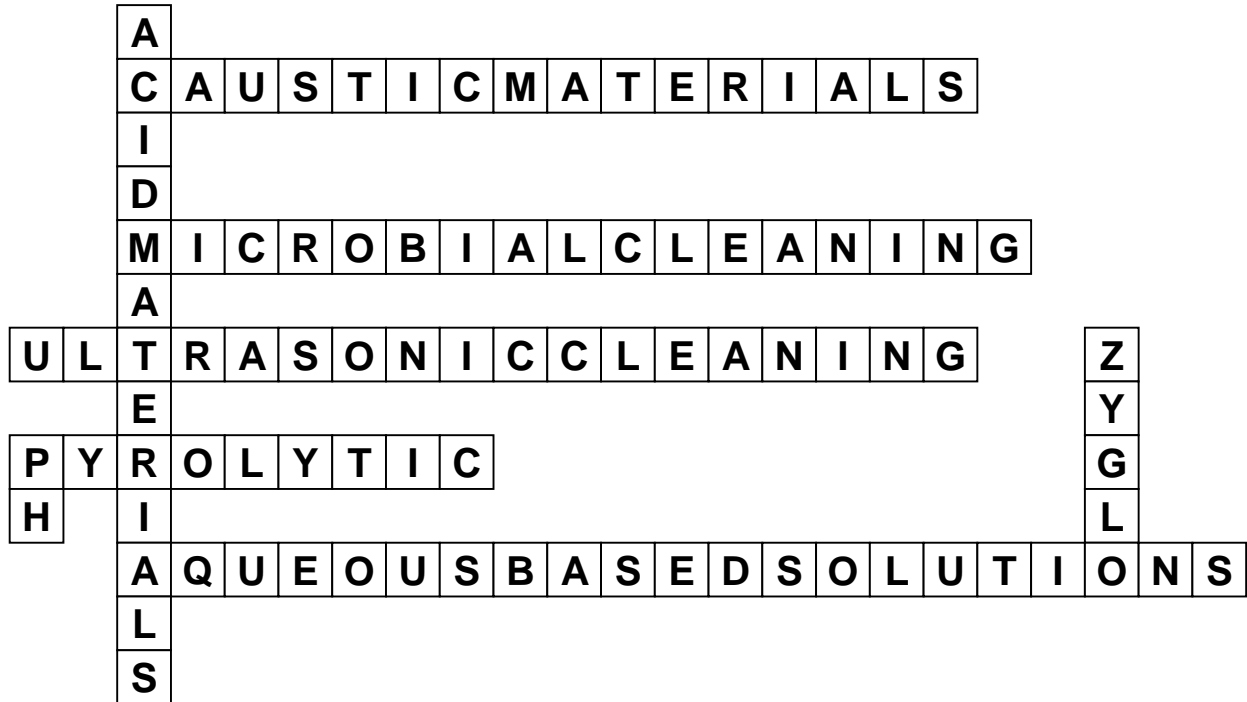 A
CAUSTICMATERIALS
I
D
MICROBIALCLEANING
A
ULTRASONICCLEANING Z
E Y
PYROLYTIC G
H I L
AQUEOUSBASEDSOLUTIONS
L
S